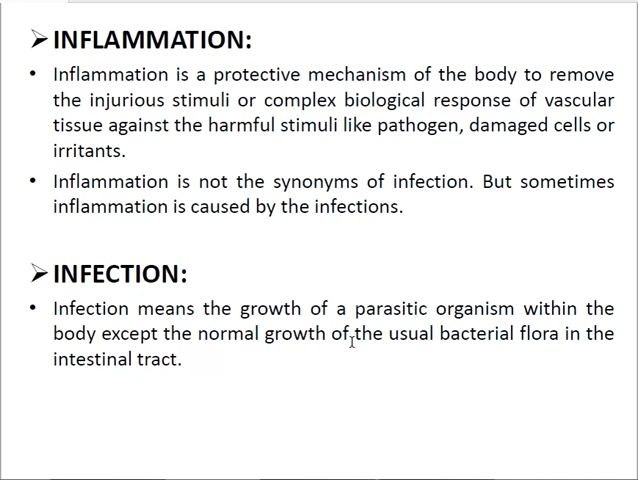 ➢ INFLAMMATION:
• Inflammation is a protective mechanism of the body to remove
the injurious stimuli or complex biological response of vascular
tissue against the harmful stimuli like pathogen, damaged cells or
irritants.
• Inflammation is not the synonyms of infection. But sometimes
inflammation is caused by the infections.
➢ INFECTION:
• Infection means the growth of a parasitic organism within the
body except the normal growth of the usual bacterial flora in the
intestinal tract.